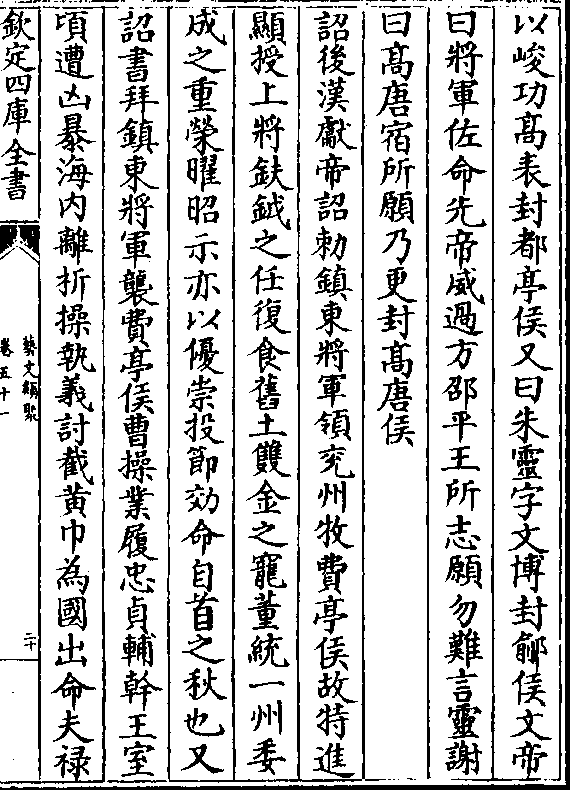 以峻功髙表封都亭侯又曰朱靈字文博封鄃侯文帝
曰將軍佐命先帝威過方邵平王所志願勿難言靈謝
曰髙唐宿所願乃更封髙唐侯
詔後漢獻帝詔勑鎮東將軍領兖州牧費亭侯故特進
顯授上將鈇鉞之任復食舊土雙金之寵董統一州委
成之重榮曜昭示亦以優崇投節効命自首之秋也又
詔書拜鎮東將軍襲費亭侯曹操業履忠貞輔幹王室
頃遭凶暴海内離折操執義討截黄巾為國出命夫禄
欽定四庫全書
藝文類聚
卷五十一
二十